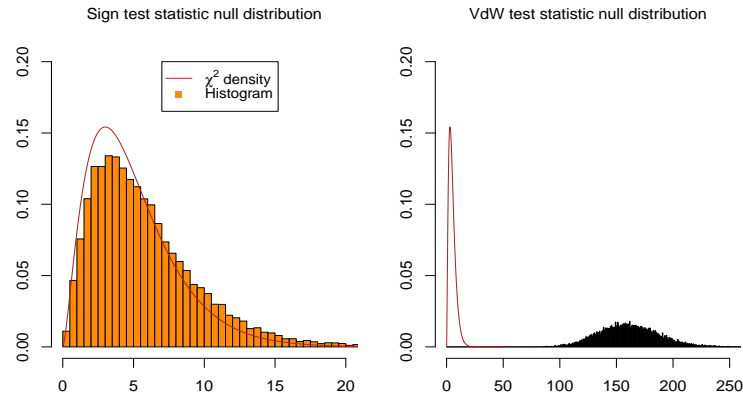 Sign test statistic null distribution
0.20
0.15
0.10
0.05
0.00
χ² density
Histogram
0 5 10 15 20
VdW test statistic null distribution
0.20
0.15
0.10
0.05
0.00
0 50 100 150 200 250